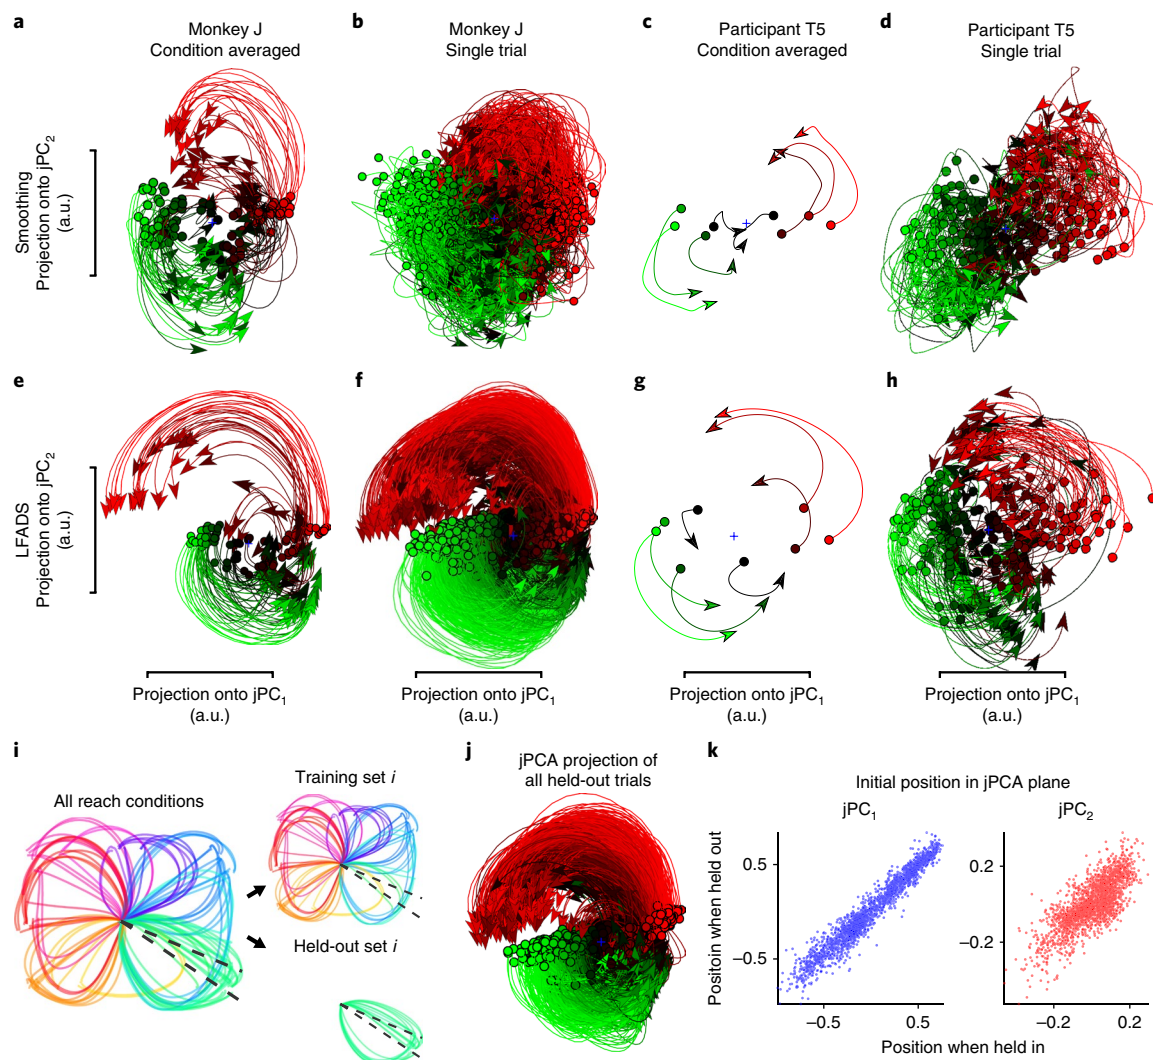 a
Monkey J
Condition averaged
b
Monkey J
Single trial
c
Participant T5
Condition averaged
d
Participant T5
Single trial
Smoothing
Projection onto jPC2
(a.u.)
e
f
g
h
LFADS
Projection onto jPC2
(a.u.)
Projection onto jPC1
(a.u.)
Projection onto jPC1
(a.u.)
Projection onto jPC1
(a.u.)
Projection onto jPC1
(a.u.)
i
All reach conditions
Training set i
Held-out set i
j
jPCA projection of
all held-out trials
k
Initial position in jPCA plane
jPC1
jPC2
Positoin when held out
0.5
–0.5
–0.5
0.5
0.2
–0.2
–0.2
0.2
Position when held in